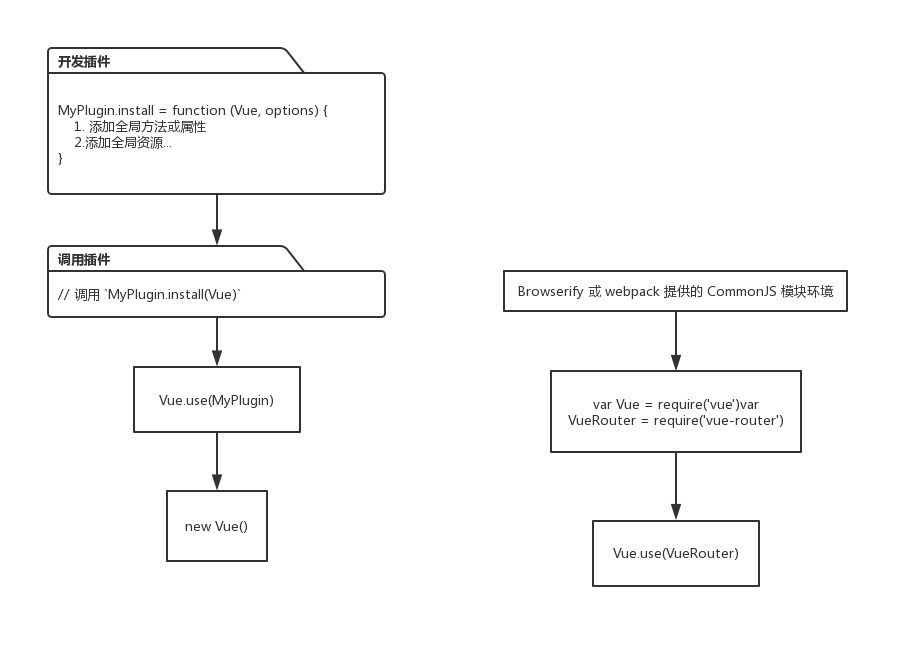 开发插件
MyPlugin.install = function (Vue, options) {
1. 添加全局方法或属性
2.添加全局资源...
}
调用插件
// 调用 `MyPlugin.install(Vue)`
Vue.use(MyPlugin)
new Vue()
Browserify 或 webpack 提供的 CommonJS 模块环境
var Vue = require('vue')var
VueRouter = require('vue-router')
Vue.use(VueRouter)